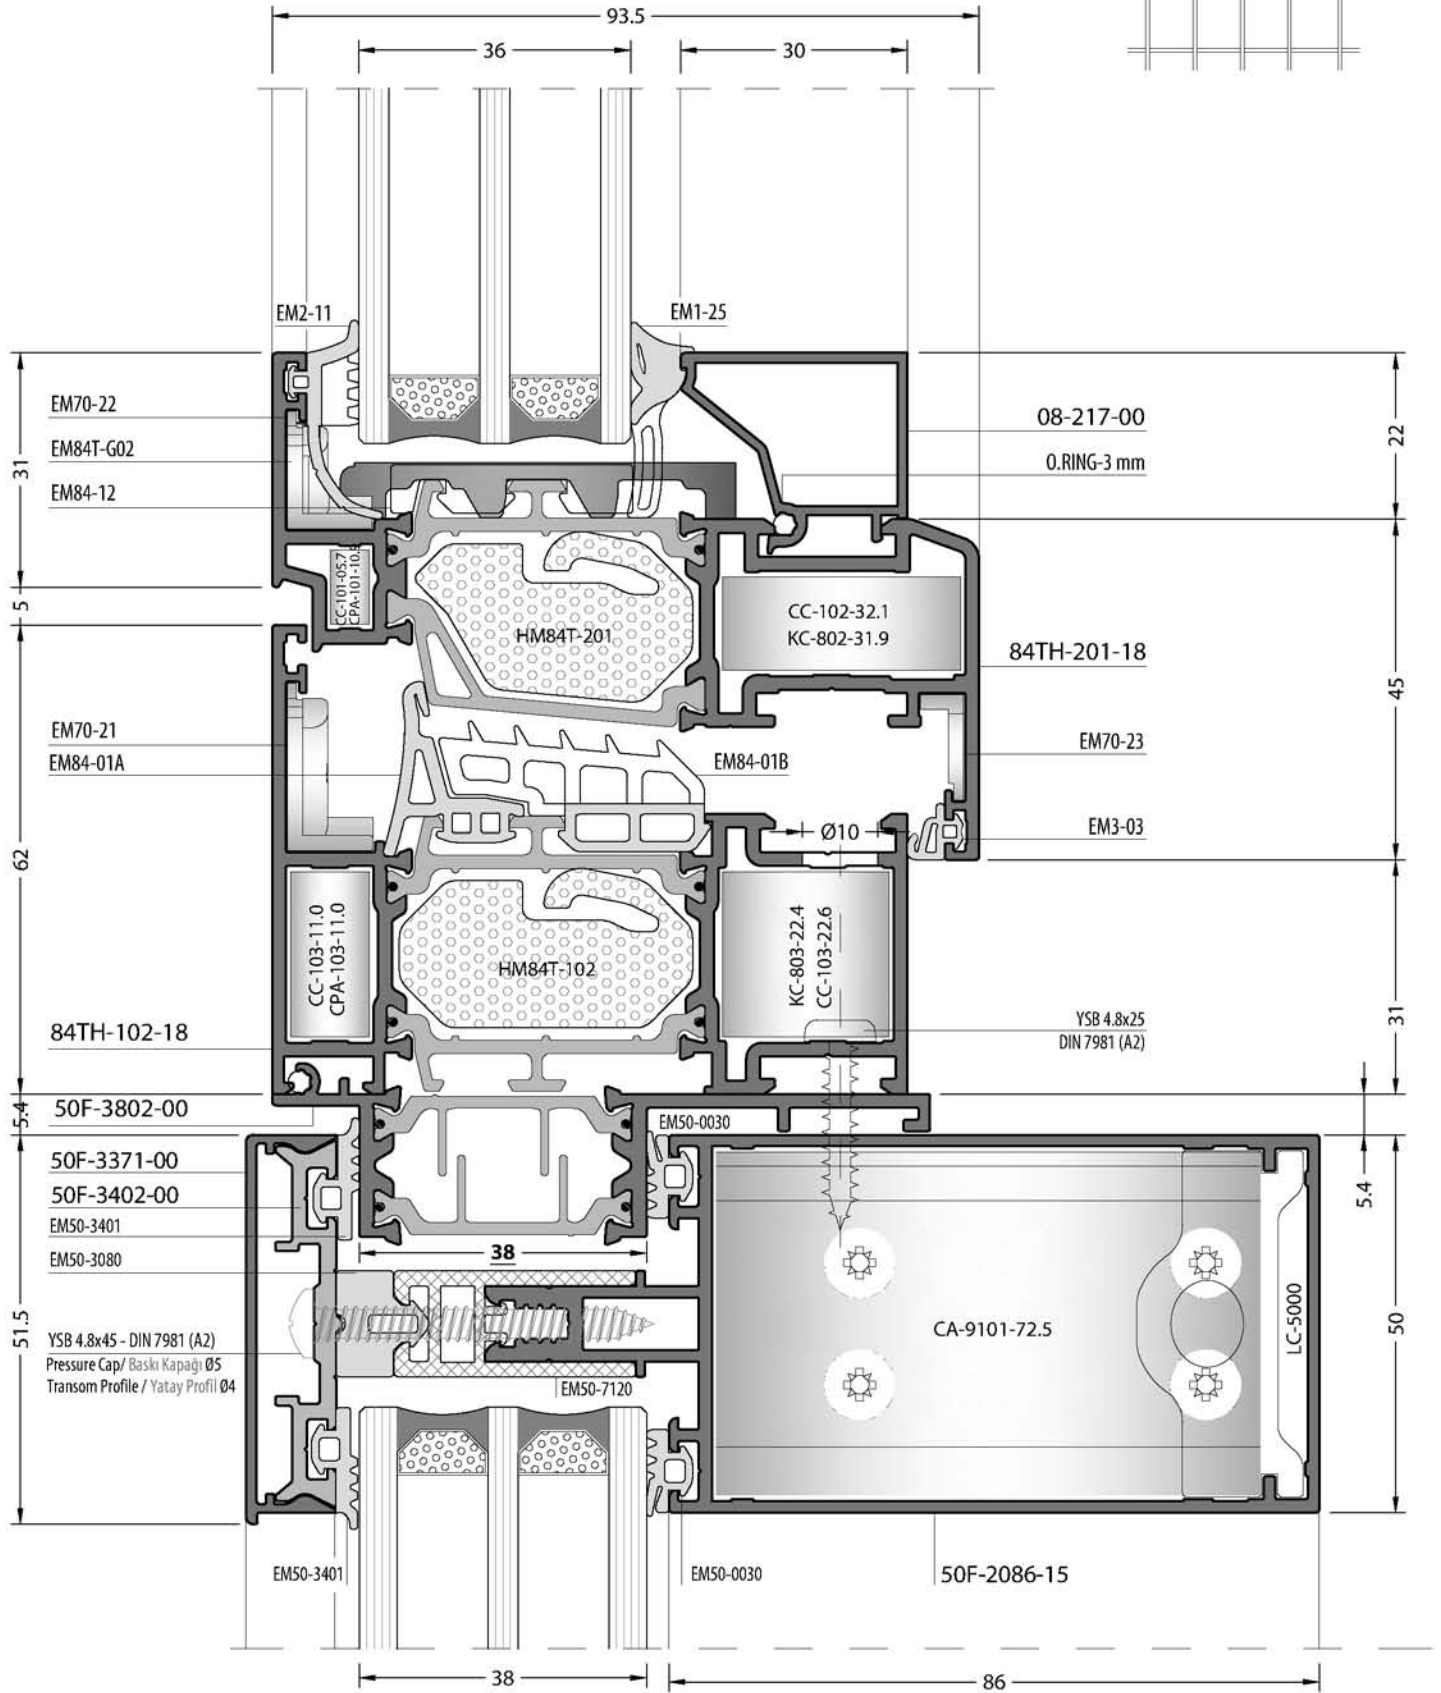 93.5
36
30
EM2-11
EM1-25
EM70-22
08-217-00
EM84T-G02
O.RING-3 mm
EM84-12
31
22
5
CC-101-05.7
CPA-101-10.5
HM84T-201
CC-102-32.1
KC-802-31.9
84TH-201-18
45
EM70-21
EM84-01A
EM84-01B
EM70-23
Ø10
EM3-03
62
CC-103-11.0
CPA-103-11.0
HM84T-102
KC-803-22.4
CC-103-22.6
YSB 4.8x25
DIN 7981 (A2)
31
84TH-102-18
5.4
50F-3802-00
EM50-0030
50F-3371-00
50F-3402-00
EM50-3401
5.4
EM50-3080
38
51.5
YSB 4.8x45 - DIN 7981 (A2)
Pressure Cap/ Baskı Kapağı Ø5
Transom Profile / Yatay Profil Ø4
EM50-7120
CA-9101-72.5
LC-5000
50
EM50-3401
EM50-0030
50F-2086-15
38
86